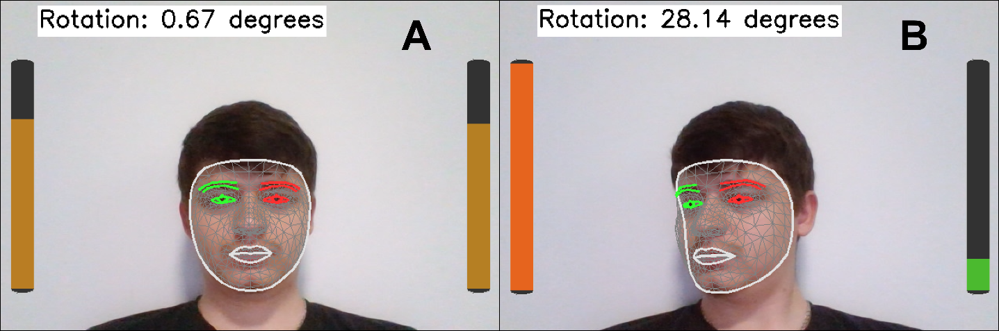 Rotation: 0.67 degrees
A
Rotation: 28.14 degrees
B